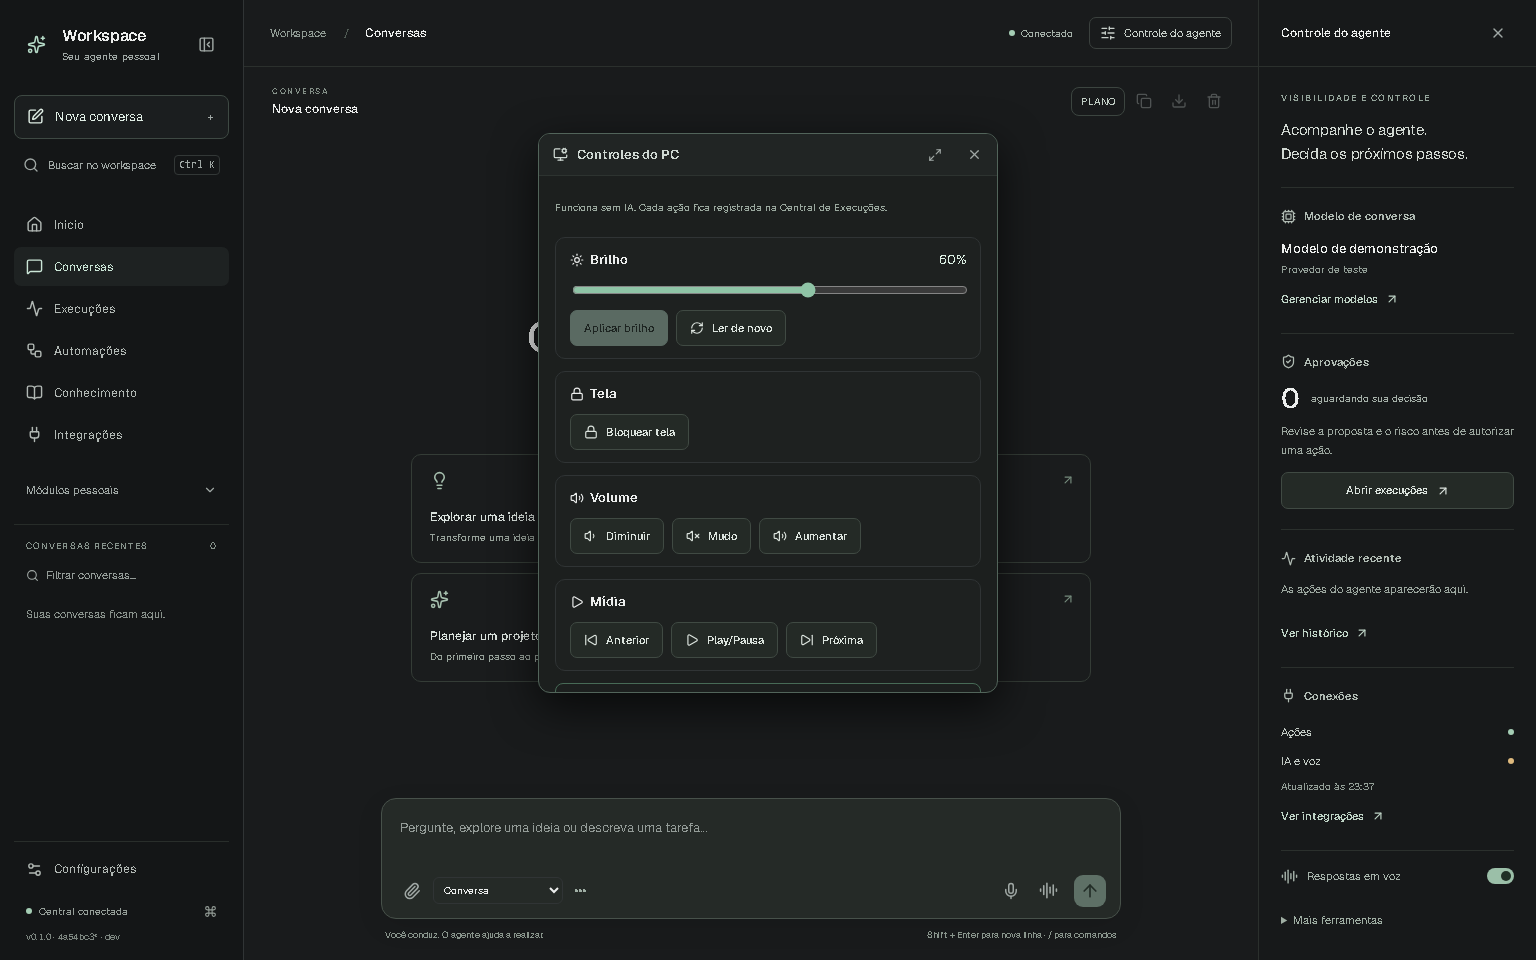 Workspace
Seu agente pessoal
Nova conversa
+
Buscar no workspace
Ctrl K
Início
Conversas
Execuções
Automações
Conhecimento
Integrações
Módulos pessoais
CONVERSAS RECENTES
0
Filtrar conversas...
Suas conversas ficam aqui.
Configurações
Central conectada
v0.1.0 · 4a54bc3* · dev
Workspace / Conversas
Conectado
Controle do agente
CONVERSA
Nova conversa
PLANO
Controles do PC
Funciona sem IA. Cada ação fica registrada na Central de Execuções.
Brilho
60%
Aplicar brilho
Ler de novo
Tela
Bloquear tela
Volume
Diminuir
Mudo
Aumentar
Mídia
Anterior
Play/Pausa
Próxima
Explorar uma ideia
Transforme uma ideia
Planejar um projeto
Do primeiro passo ao p
Pergunte, explore uma ideia ou descreva uma tarefa...
Conversa
Você conduz. O agente ajuda a realizar.
Shift + Enter para nova linha · / para comandos
Controle do agente
VISIBILIDADE E CONTROLE
Acompanhe o agente.
Decida os próximos passos.
Modelo de conversa
Modelo de demonstração
Provedor de teste
Gerenciar modelos
Aprovações
0
aguardando sua decisão
Revise a proposta e o risco antes de autorizar
uma ação.
Abrir execuções
Atividade recente
As ações do agente aparecerão aqui.
Ver histórico
Conexões
Ações
IA e voz
Atualizado às 23:37
Ver integrações
Respostas em voz
Mais ferramentas